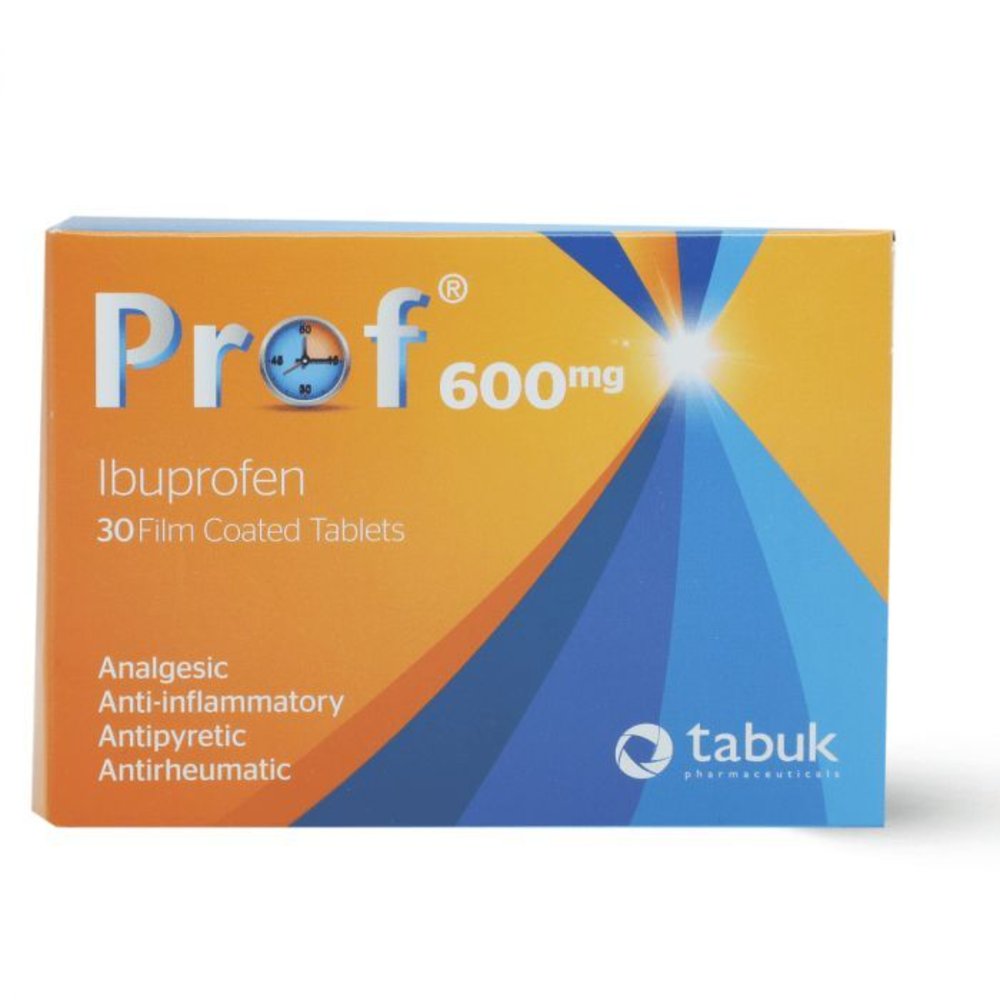 Prof® 600mg
Ibuprofen
30 Film Coated Tablets
Analgesic
Anti-inflammatory
Antipyretic
Antirheumatic
tabuk
pharmaceuticals